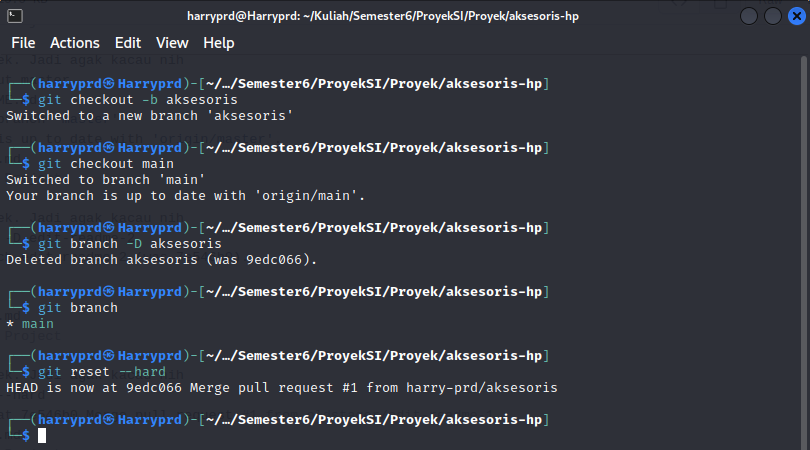 harryprd@Harryprd: ~/Kuliah/Semester6/ProyekSI/Proyek/aksesoris-hp
File Actions Edit View Help
┌──(harryprd㉿Harryprd)-[~/…/Semester6/ProyekSI/Proyek/aksesoris-hp]
└─$ git checkout -b aksesoris
Switched to a new branch 'aksesoris'
┌──(harryprd㉿Harryprd)-[~/…/Semester6/ProyekSI/Proyek/aksesoris-hp]
└─$ git checkout main
Switched to branch 'main'
Your branch is up to date with 'origin/main'.
┌──(harryprd㉿Harryprd)-[~/…/Semester6/ProyekSI/Proyek/aksesoris-hp]
└─$ git branch -D aksesoris
Deleted branch aksesoris (was 9edc066).
┌──(harryprd㉿Harryprd)-[~/…/Semester6/ProyekSI/Proyek/aksesoris-hp]
└─$ git branch
* main
┌──(harryprd㉿Harryprd)-[~/…/Semester6/ProyekSI/Proyek/aksesoris-hp]
└─$ git reset --hard
HEAD is now at 9edc066 Merge pull request #1 from harry-prd/aksesoris
┌──(harryprd㉿Harryprd)-[~/…/Semester6/ProyekSI/Proyek/aksesoris-hp]
└─$